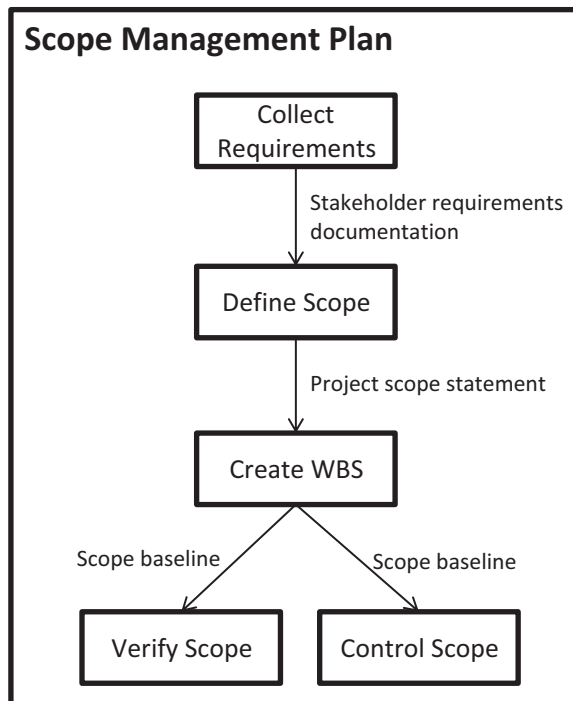 Scope Management Plan
Collect
Requirements
Stakeholder requirements
documentation
Define Scope
Project scope statement
Create WBS
Scope baseline
Scope baseline
Verify Scope
Control Scope